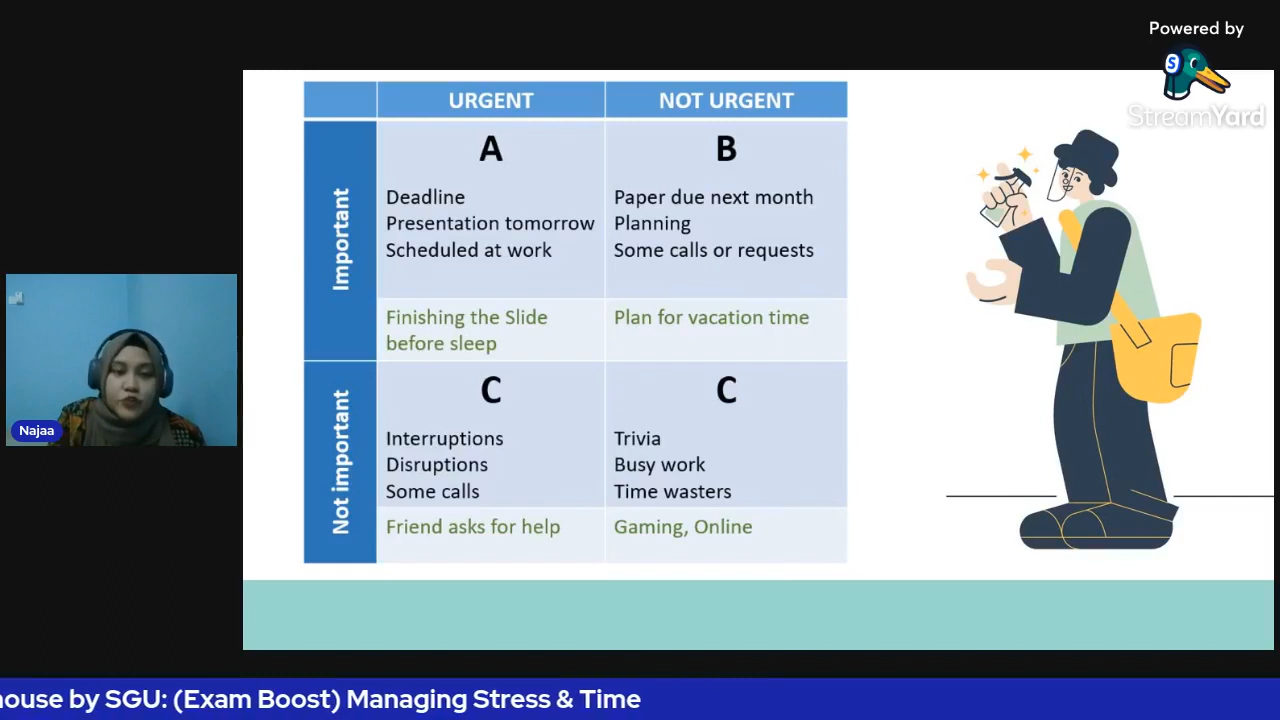 Powered by
S
StreamYard
URGENT
NOT URGENT
Important
A
Deadline
Presentation tomorrow
Scheduled at work
B
Paper due next month
Planning
Some calls or requests
Finishing the Slide
before sleep
Plan for vacation time
Not important
C
Interruptions
Disruptions
Some calls
C
Trivia
Busy work
Time wasters
Friend asks for help
Gaming, Online
Najaa
house by SGU: (Exam Boost) Managing Stress & Time